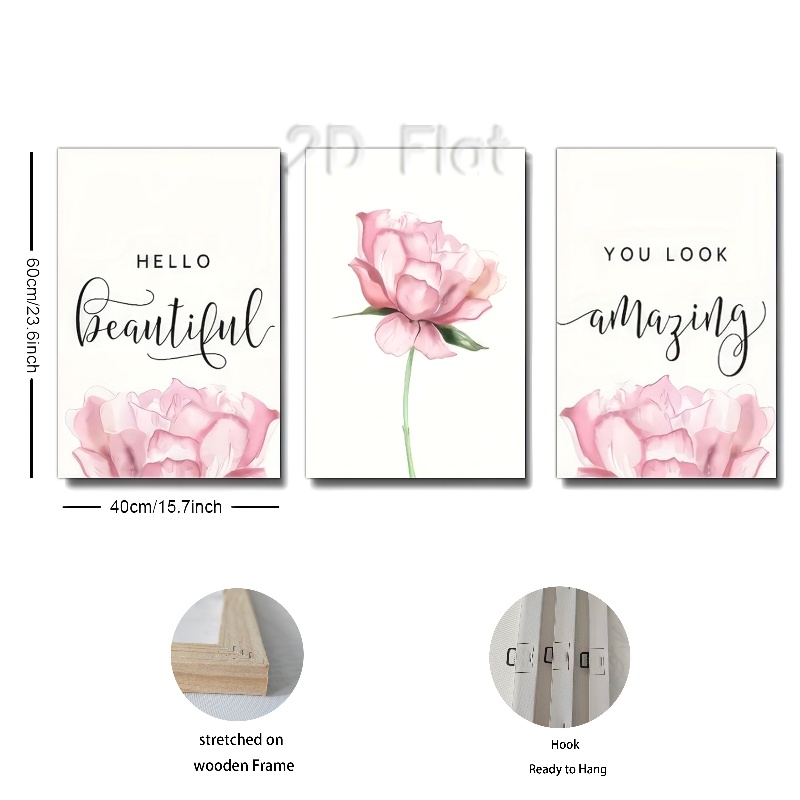 2D Flat
HELLO
beautiful
YOU LOOK
amazing
60cm/23.6inch
40cm/15.7inch
stretched on
wooden Frame
Hook
Ready to Hang